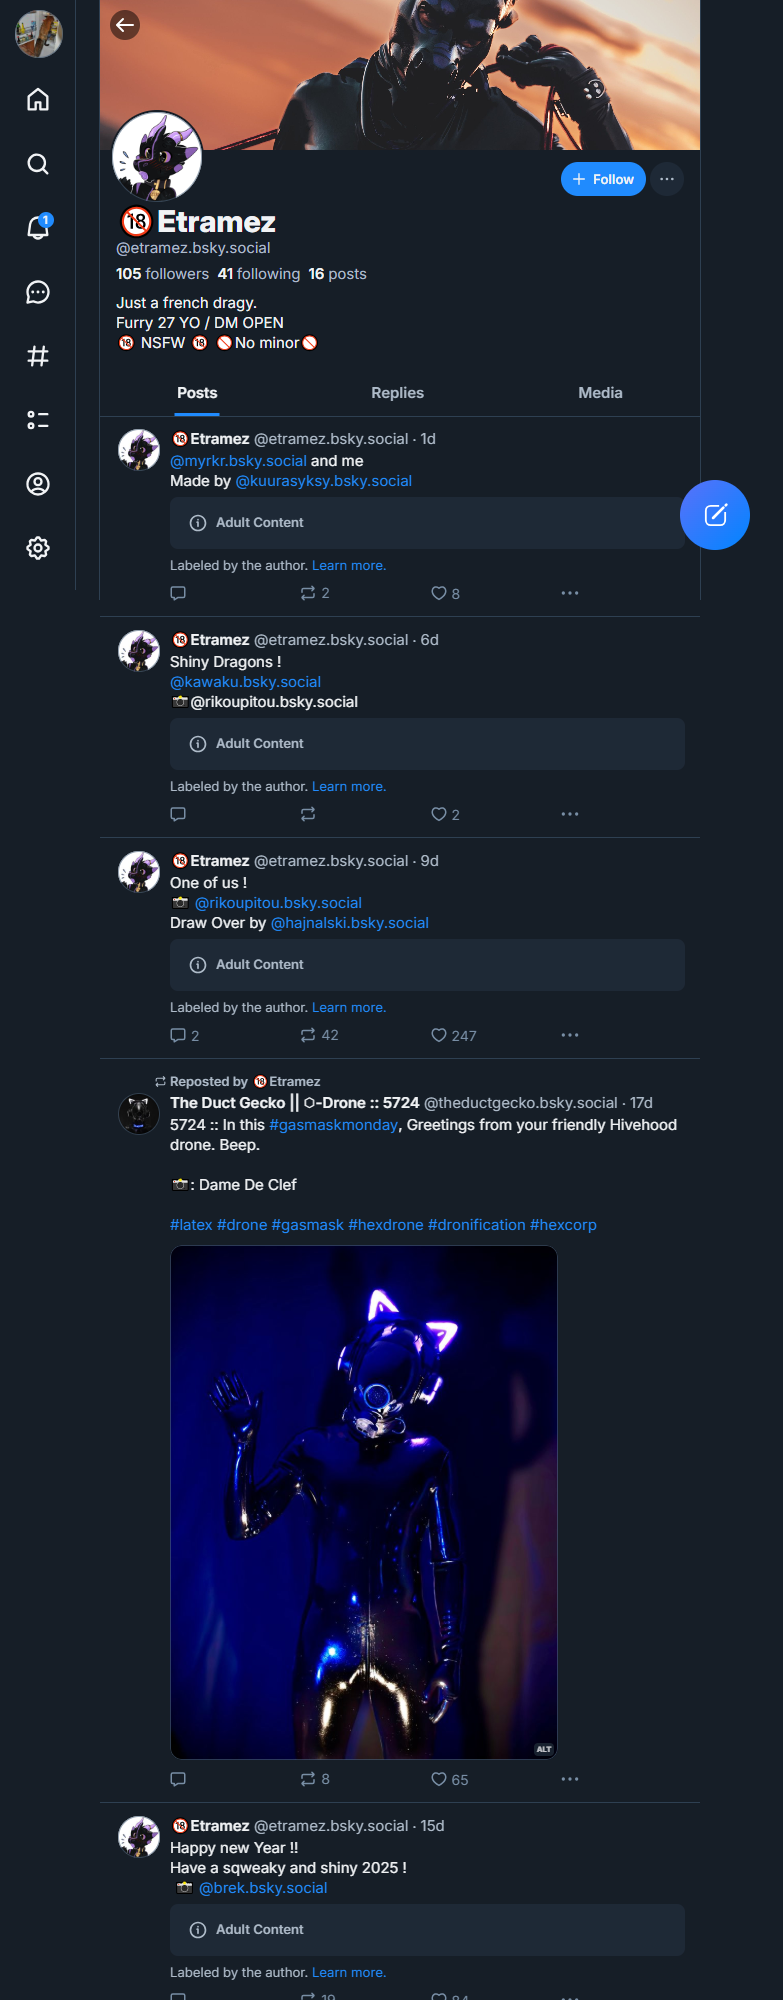 1
Follow
🔞Etramez
@etramez.bsky.social
105 followers 41 following 16 posts
Just a french dragy.
Furry 27 YO / DM OPEN
🔞 NSFW 🔞 🚫No minor🚫
Posts Replies Media
🔞Etramez @etramez.bsky.social · 1d
@myrkr.bsky.social and me
Made by @kuurasyksy.bsky.social
Adult Content
Labeled by the author. Learn more.
2 8
🔞Etramez @etramez.bsky.social · 6d
Shiny Dragons !
@kawaku.bsky.social
📸@rikoupitou.bsky.social
Adult Content
Labeled by the author. Learn more.
2
🔞Etramez @etramez.bsky.social · 9d
One of us !
📸 @rikoupitou.bsky.social
Draw Over by @hajnalski.bsky.social
Adult Content
Labeled by the author. Learn more.
2 42 247
Reposted by 🔞Etramez
The Duct Gecko || ⬡-Drone :: 5724 @theductgecko.bsky.social · 17d
5724 :: In this #gasmaskmonday, Greetings from your friendly Hivehood
drone. Beep.
📸: Dame De Clef
#latex #drone #gasmask #hexdrone #dronification #hexcorp
ALT
8 65
🔞Etramez @etramez.bsky.social · 15d
Happy new Year !!
Have a sqweaky and shiny 2025 !
📸 @brek.bsky.social
Adult Content
Labeled by the author. Learn more.
19 84